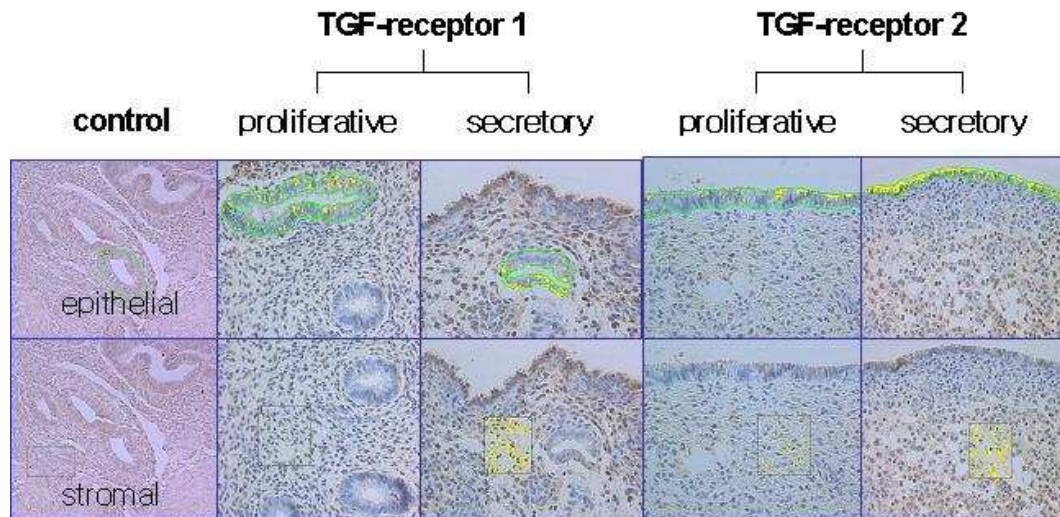 TGF-receptor 1 TGF-receptor 2
control proliferative secretory proliferative secretory
epithelial
stromal